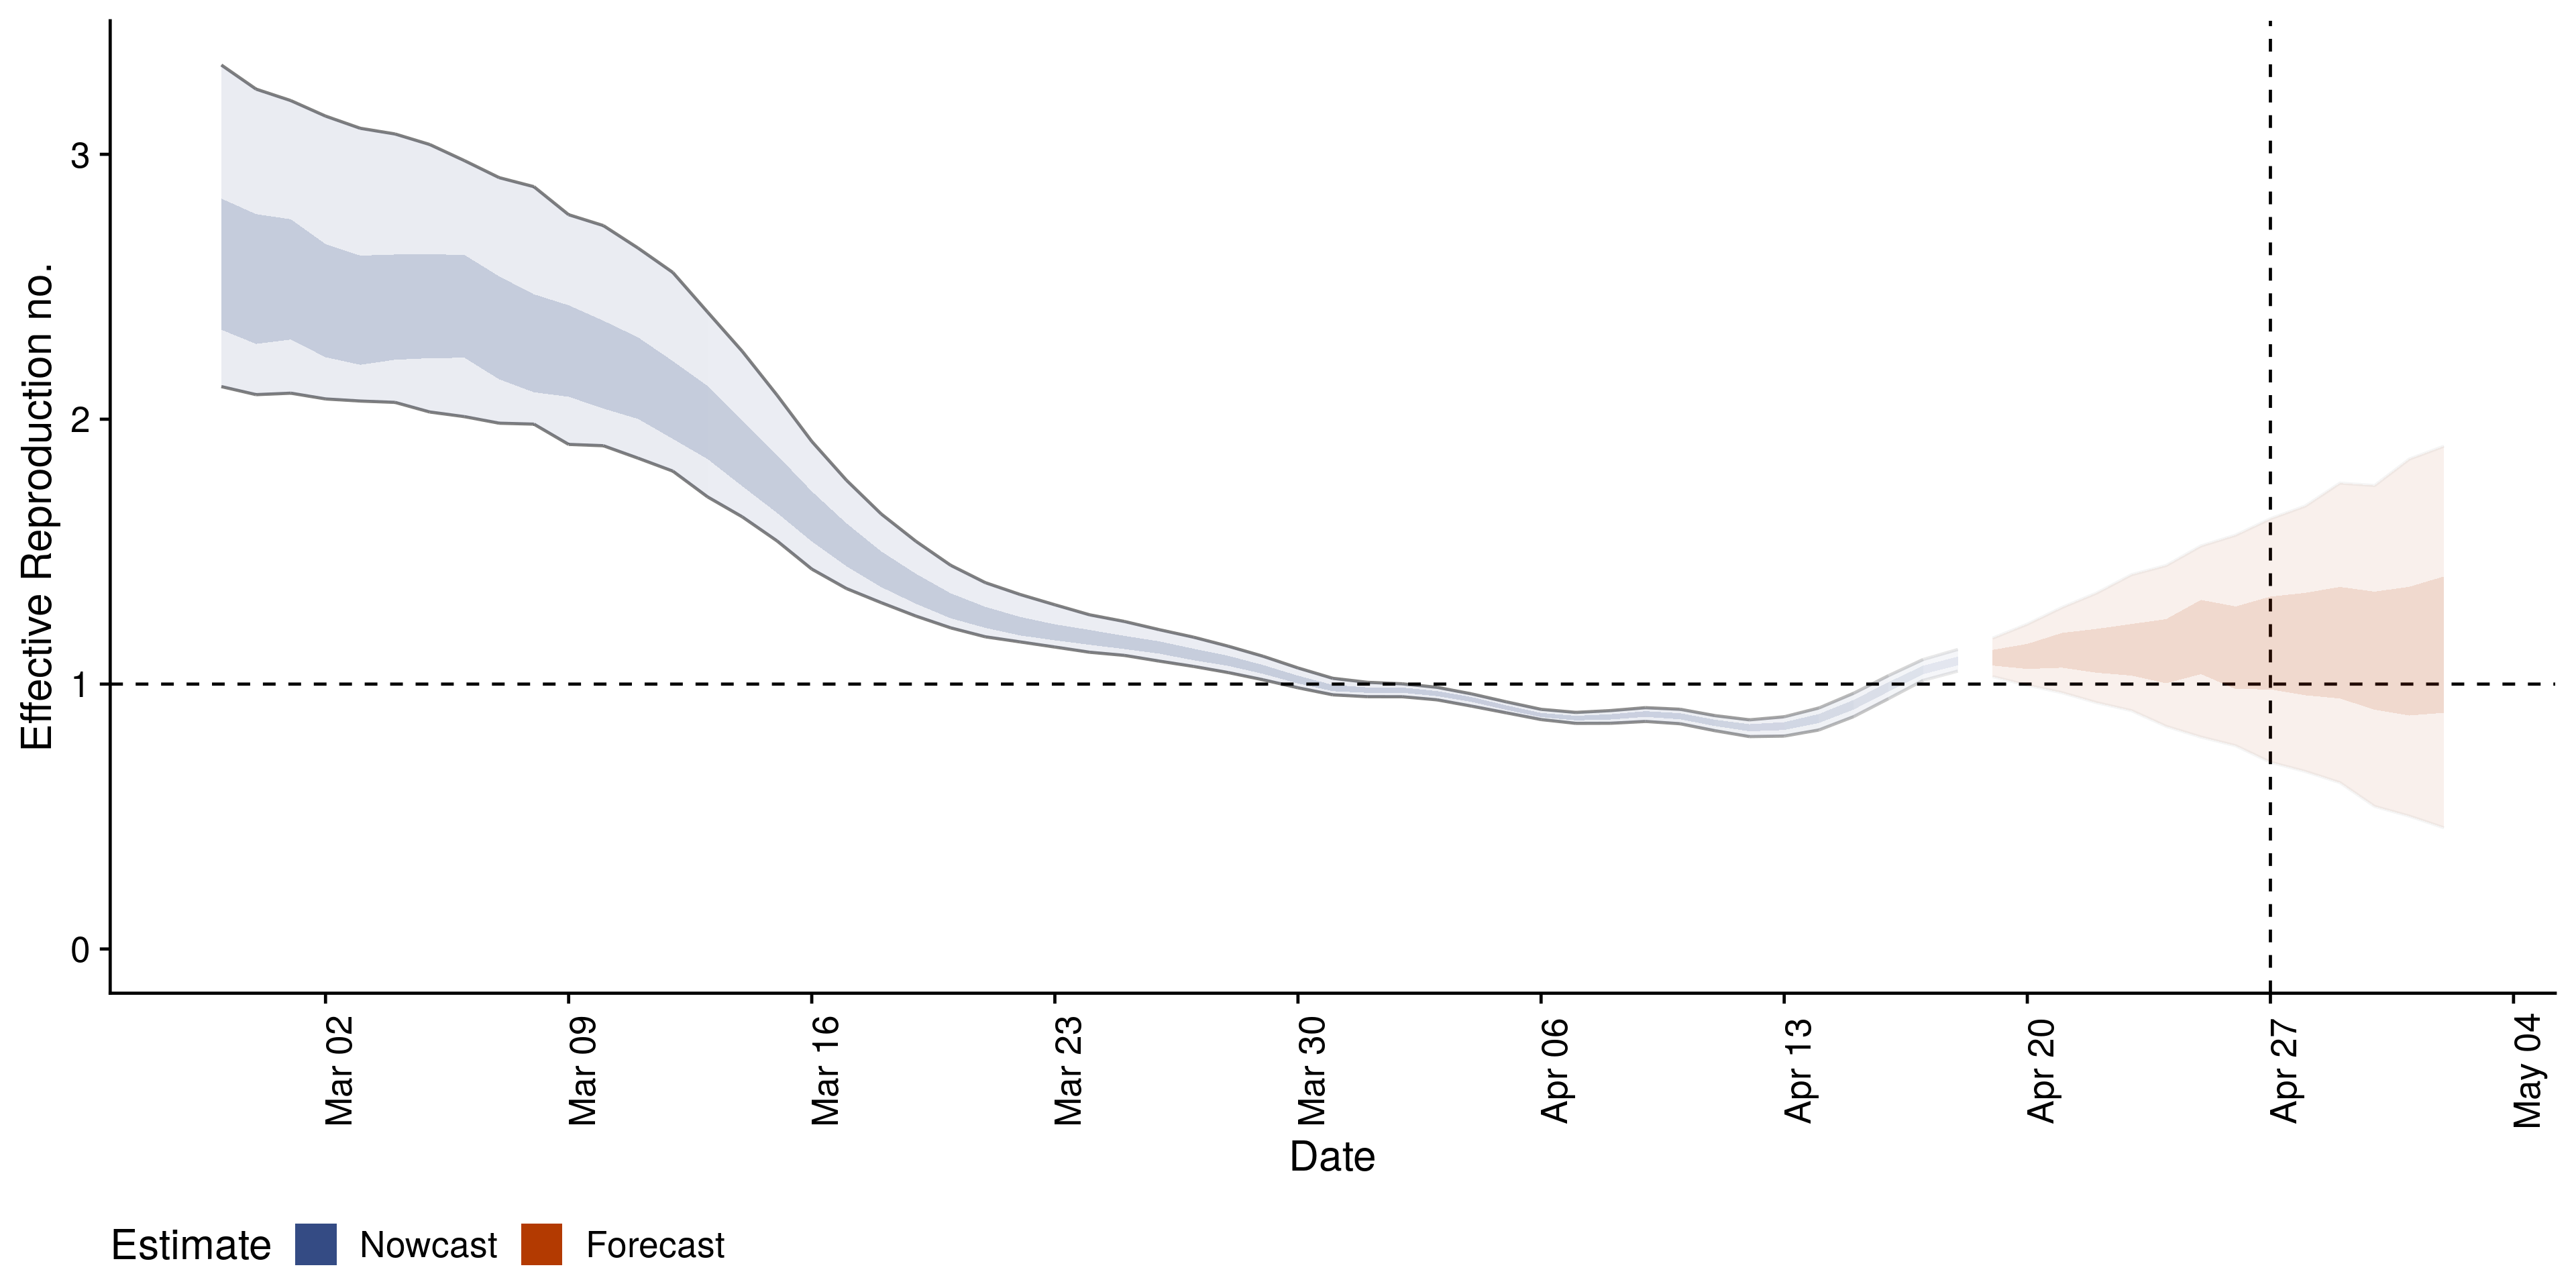 Effective Reproduction no.
3
2
1
0
Mar 02
Mar 09
Mar 16
Mar 23
Mar 30
Apr 06
Apr 13
Apr 20
Apr 27
May 04
Date
Estimate Nowcast Forecast